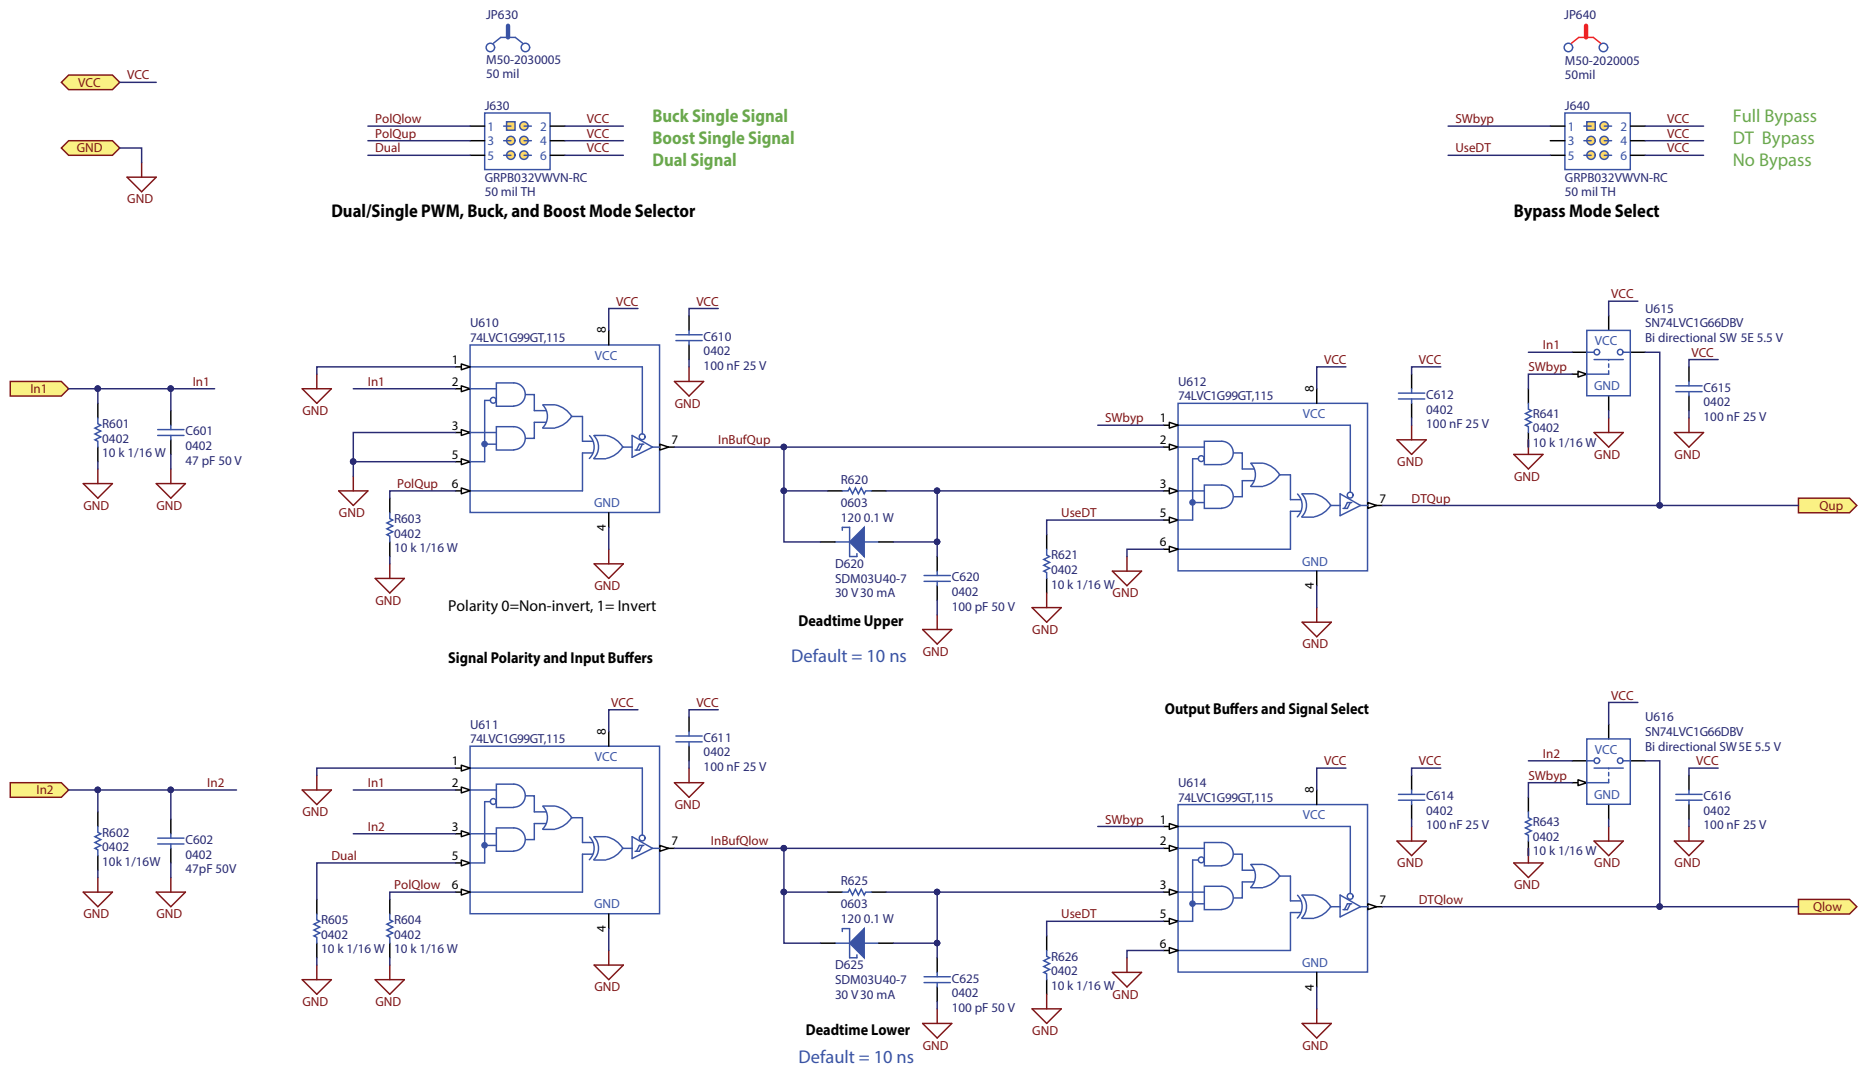 JP630
M50-2030005
50 mil
JP640
M50-2020005
50mil
VCC VCC
GND
GND
J630
PolQlow 1 2 VCC
PolQup 3 4 VCC
Dual 5 6 VCC
GRPB032VWVN-RC
50 mil TH
Buck Single Signal
Boost Single Signal
Dual Signal
Dual/Single PWM, Buck, and Boost Mode Selector
J640
SWbyp 1 2 VCC
3 4 VCC
UseDT 5 6 VCC
GRPB032VWVN-RC
50 mil TH
Full Bypass
DT Bypass
No Bypass
Bypass Mode Select
In1 In1
R601
0402
10 k 1/16 W
GND
C601
0402
47 pF 50 V
GND
U610
74LVC1G99GT,115
VCC
8
VCC
1
GND
In1 2
3
5
GND
PolQup 6
7
GND
4
GND
R603
0402
10 k 1/16 W
GND
VCC
C610
0402
100 nF 25 V
GND
Polarity 0=Non-invert, 1= Invert
InBufQup
R620
0603
120 0.1 W
D620
SDM03U40-7
30 V 30 mA
C620
0402
100 pF 50 V
GND
Deadtime Upper
Default = 10 ns
U612
74LVC1G99GT,115
VCC
8
VCC
SWbyp 1
2
3
UseDT 5
6
7
GND
4
GND
R621
0402
10 k 1/16 W
GND
GND
VCC
C612
0402
100 nF 25 V
GND
DTQup
VCC
U615
SN74LVC1G66DBV
Bi directional SW 5E 5.5 V
VCC
GND
In1
SWbyp
R641
0402
10 k 1/16 W
GND
GND
VCC
C615
0402
100 nF 25 V
GND
Qup
Signal Polarity and Input Buffers
Output Buffers and Signal Select
In2 In2
R602
0402
10k 1/16W
GND
C602
0402
47pF 50V
GND
U611
74LVC1G99GT,115
VCC
8
VCC
1
GND
In1 2
In2 3
Dual 5
PolQlow 6
7
GND
4
GND
R605
0402
10 k 1/16 W
GND
R604
0402
10 k 1/16 W
GND
VCC
C611
0402
100 nF 25 V
GND
InBufQlow
R625
0603
120 0.1 W
D625
SDM03U40-7
30 V 30 mA
C625
0402
100 pF 50 V
GND
Deadtime Lower
Default = 10 ns
U614
74LVC1G99GT,115
VCC
8
VCC
SWbyp 1
2
3
UseDT 5
6
7
GND
4
GND
R626
0402
10 k 1/16 W
GND
GND
VCC
C614
0402
100 nF 25 V
GND
DTQlow
VCC
U616
SN74LVC1G66DBV
Bi directional SW 5E 5.5 V
VCC
GND
In2
SWbyp
R643
0402
10 k 1/16 W
GND
GND
VCC
C616
0402
100 nF 25 V
GND
Qlow